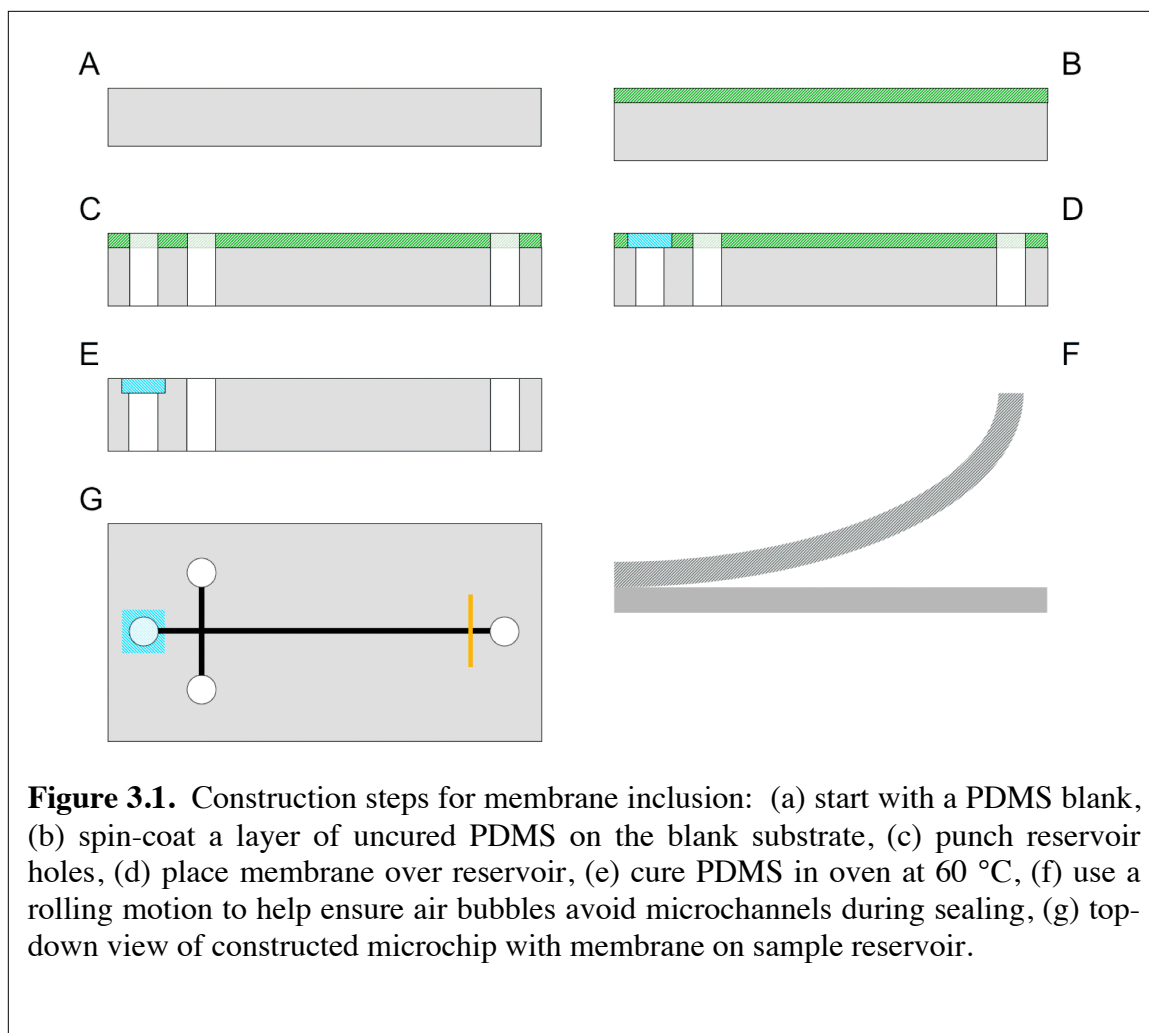 A
B
C
D
E
F
G
Figure 3.1. Construction steps for membrane inclusion: (a) start with a PDMS blank,
(b) spin-coat a layer of uncured PDMS on the blank substrate, (c) punch reservoir
holes, (d) place membrane over reservoir, (e) cure PDMS in oven at 60 °C, (f) use a
rolling motion to help ensure air bubbles avoid microchannels during sealing, (g) top-
down view of constructed microchip with membrane on sample reservoir.